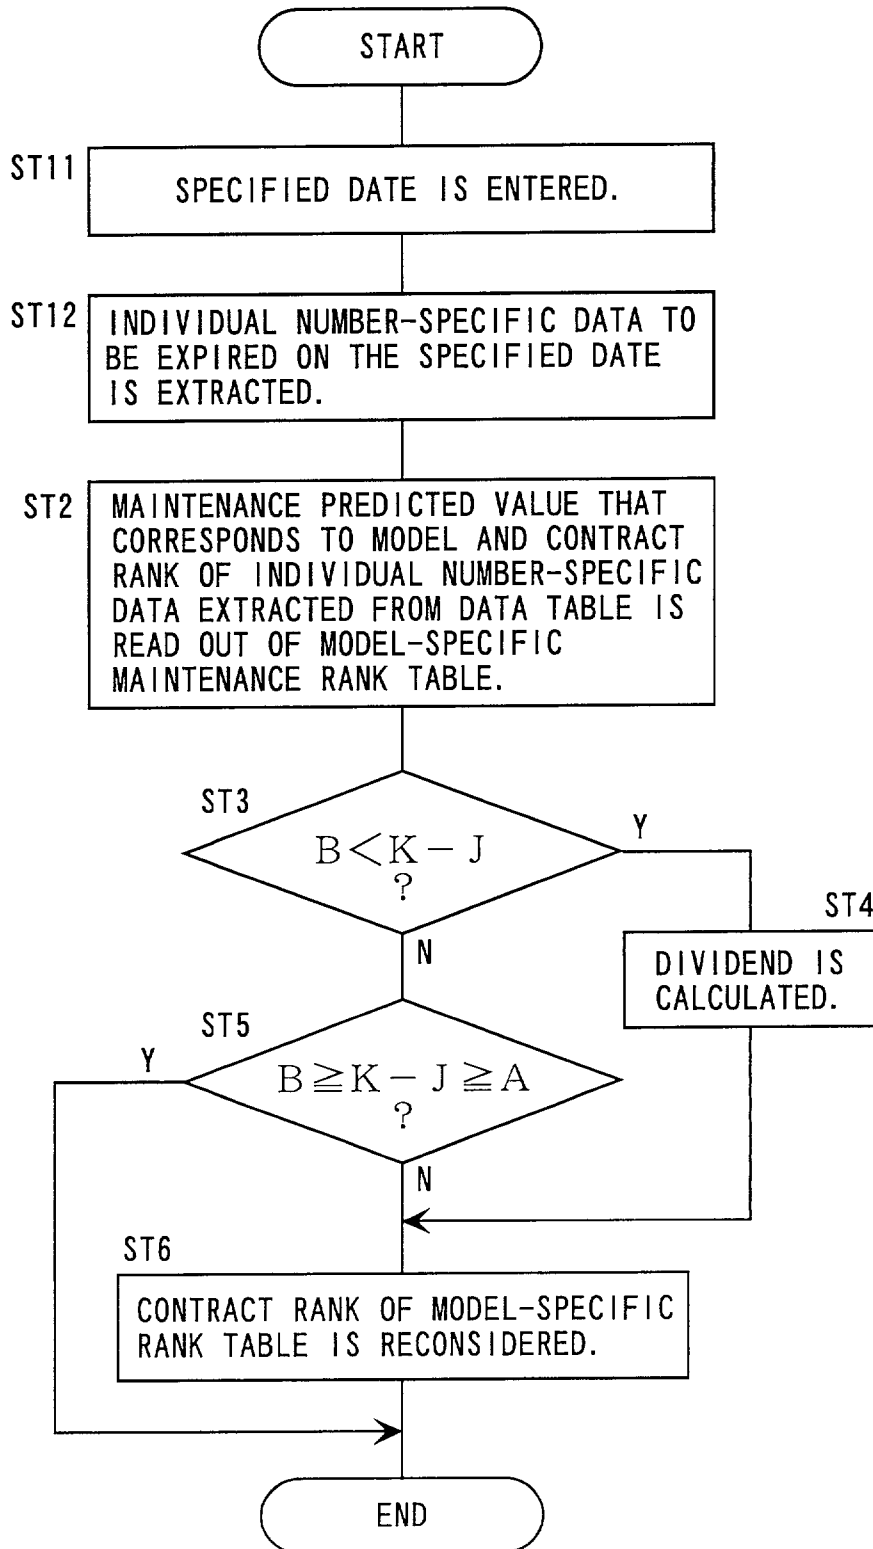 START
ST11
SPECIFIED DATE IS ENTERED.
ST12
INDIVIDUAL NUMBER-SPECIFIC DATA TO
BE EXPIRED ON THE SPECIFIED DATE
IS EXTRACTED.
ST2
MAINTENANCE PREDICTED VALUE THAT
CORRESPONDS TO MODEL AND CONTRACT
RANK OF INDIVIDUAL NUMBER-SPECIFIC
DATA EXTRACTED FROM DATA TABLE IS
READ OUT OF MODEL-SPECIFIC
MAINTENANCE RANK TABLE.
ST3
B<K-J
?
Y
N
ST4
DIVIDEND IS
CALCULATED.
ST5
Y
B≧K-J≧A
?
N
ST6
CONTRACT RANK OF MODEL-SPECIFIC
RANK TABLE IS RECONSIDERED.
END